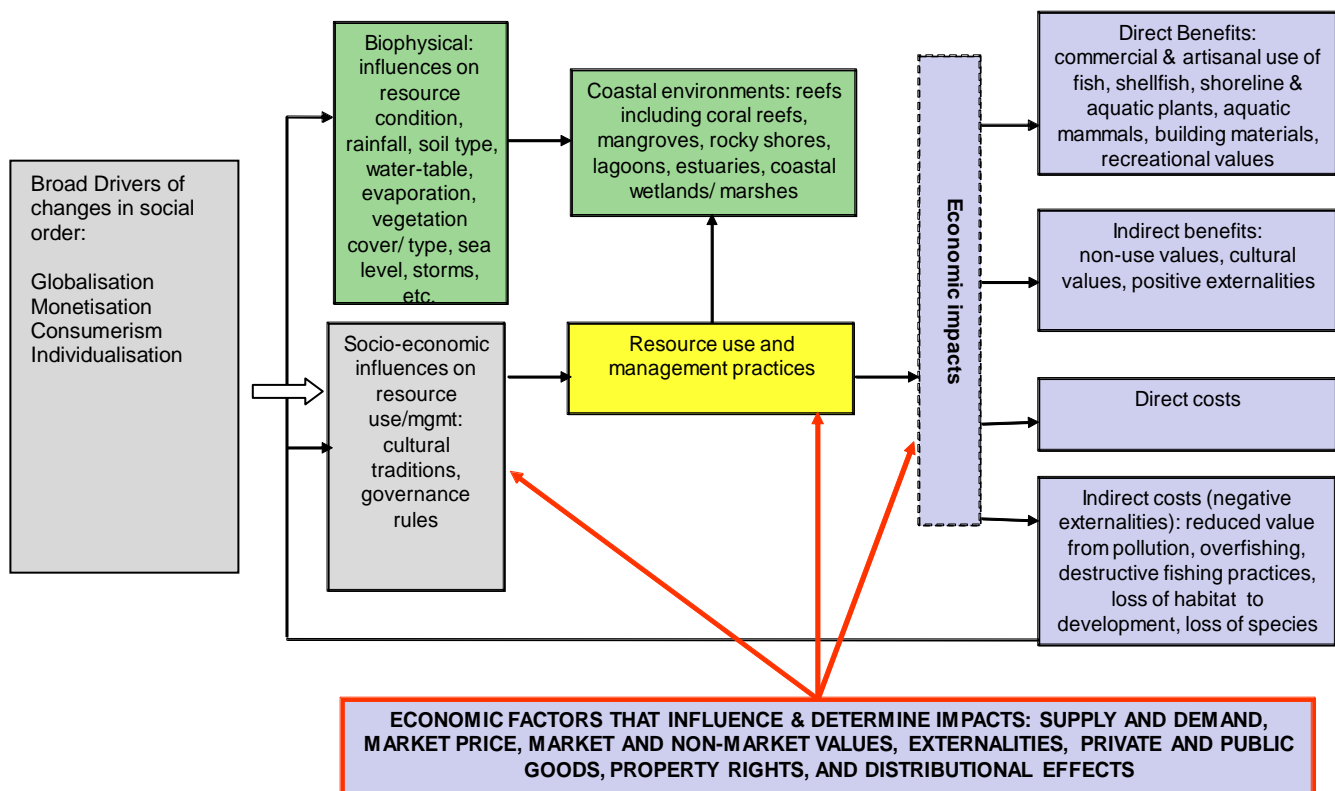 Broad Drivers of
changes in social
order:
Globalisation
Monetisation
Consumerism
Individualisation
Biophysical:
influences on
resource
condition,
rainfall, soil type,
water-table,
evaporation,
vegetation
cover/ type, sea
level, storms,
etc.
Socio-economic
influences on
resource
use/mgmt:
cultural
traditions,
governance
rules
Coastal environments: reefs
including coral reefs,
mangroves, rocky shores,
lagoons, estuaries, coastal
wetlands/ marshes
Resource use and
management practices
Economic impacts
Direct Benefits:
commercial & artisanal use of
fish, shellfish, shoreline &
aquatic plants, aquatic
mammals, building materials,
recreational values
Indirect benefits:
non-use values, cultural
values, positive externalities
Direct costs
Indirect costs (negative
externalities): reduced value
from pollution, overfishing,
destructive fishing practices,
loss of habitat to
development, loss of species
ECONOMIC FACTORS THAT INFLUENCE & DETERMINE IMPACTS: SUPPLY AND DEMAND,
MARKET PRICE, MARKET AND NON-MARKET VALUES, EXTERNALITIES, PRIVATE AND PUBLIC
GOODS, PROPERTY RIGHTS, AND DISTRIBUTIONAL EFFECTS